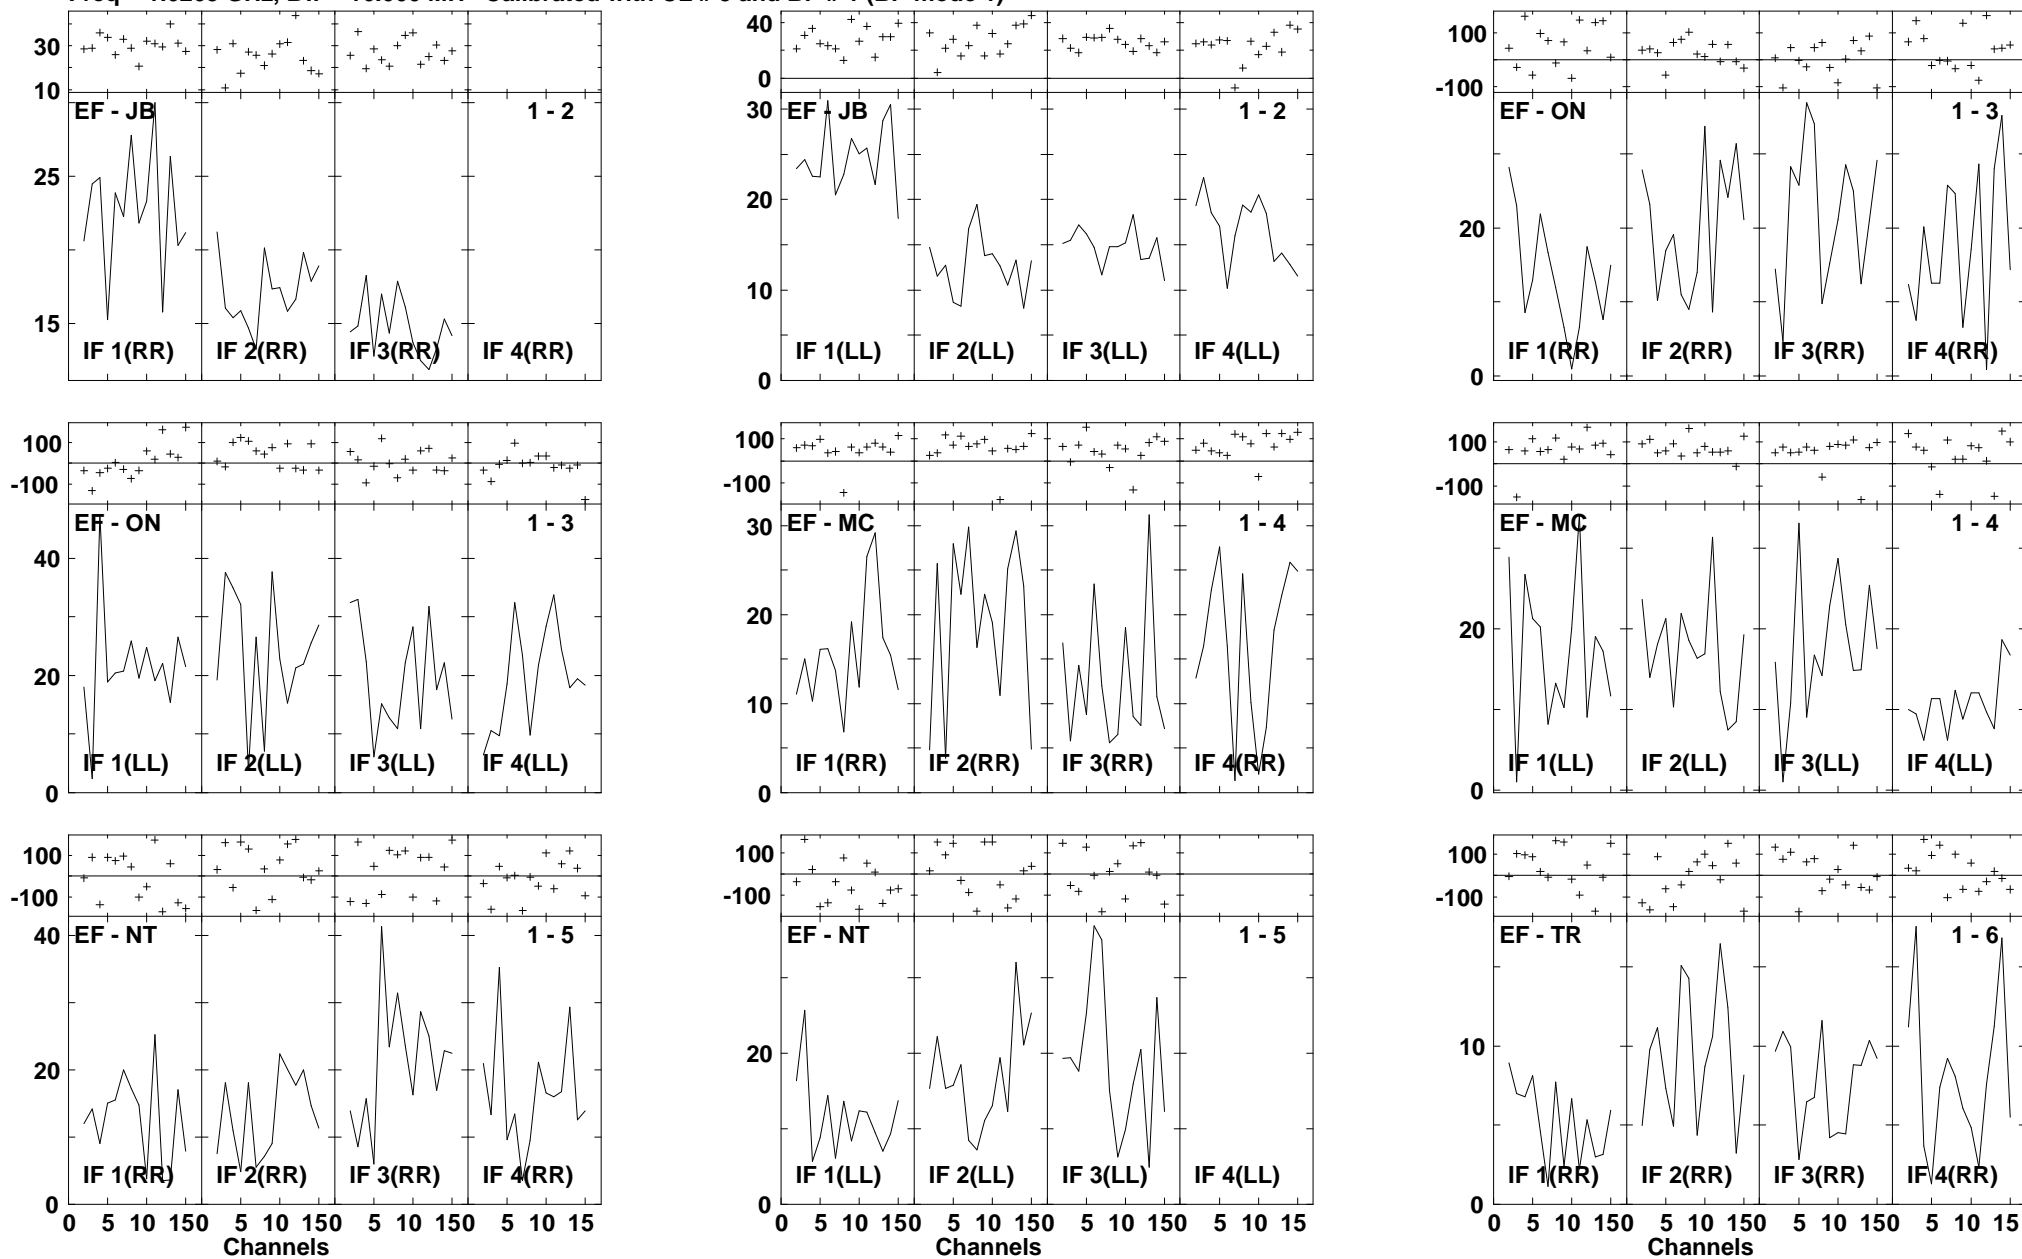 30
10
40
0
100
-100
EF - JB 1 - 2
EF - JB 1 - 2
EF - ON 1 - 3
25
15
30
20
10
0
20
0
IF 1(RR) IF 2(RR) IF 3(RR) IF 4(RR)
IF 1(LL) IF 2(LL) IF 3(LL) IF 4(LL)
IF 1(RR) IF 2(RR) IF 3(RR) IF 4(RR)
100
-100
100
-100
100
-100
EF - ON 1 - 3
EF - MC 1 - 4
EF - MC 1 - 4
40
20
0
30
20
10
0
20
0
IF 1(LL) IF 2(LL) IF 3(LL) IF 4(LL)
IF 1(RR) IF 2(RR) IF 3(RR) IF 4(RR)
IF 1(LL) IF 2(LL) IF 3(LL) IF 4(LL)
100
-100
100
-100
100
-100
EF - NT 1 - 5
EF - NT 1 - 5
EF - TR 1 - 6
40
20
0
20
0
10
0
IF 1(RR) IF 2(RR) IF 3(RR) IF 4(RR)
IF 1(LL) IF 2(LL) IF 3(LL) IF 4(LL)
IF 1(RR) IF 2(RR) IF 3(RR) IF 4(RR)
0 5 10 150 5 10 150 5 10 150 5 10 15
0 5 10 150 5 10 150 5 10 150 5 10 15
0 5 10 150 5 10 150 5 10 150 5 10 15
Channels
Channels
Channels